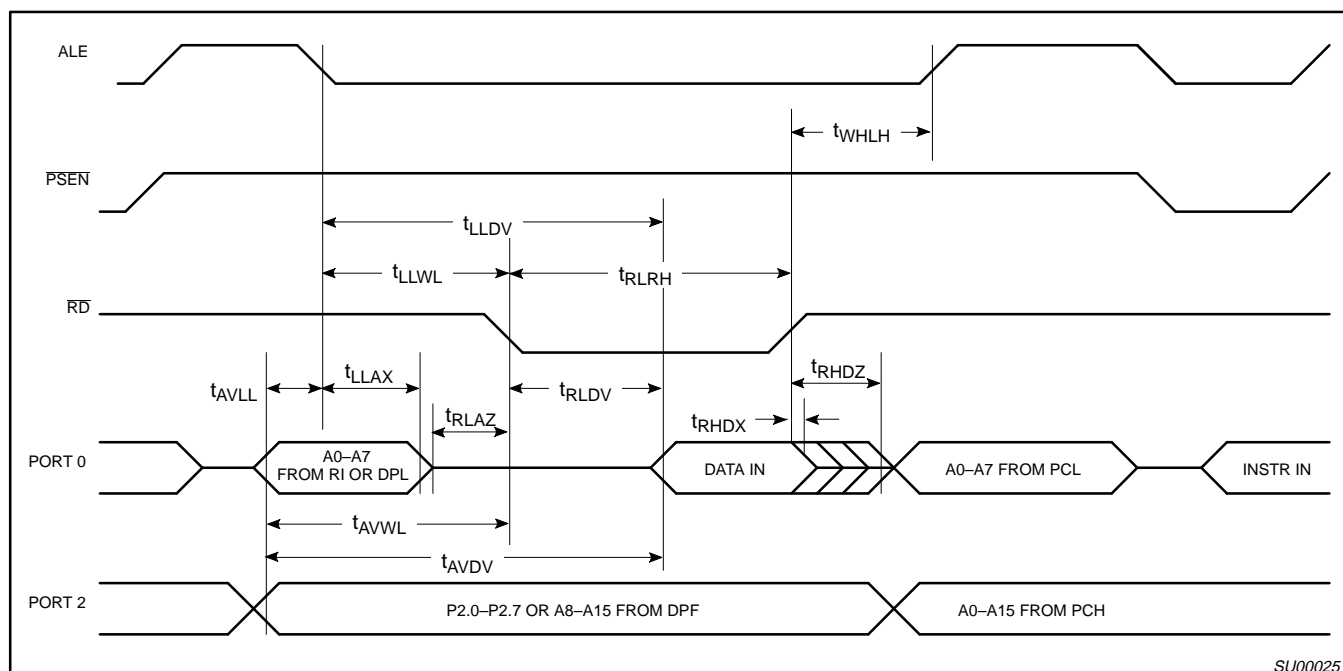 ALE
tWHLH
PSEN
tLLDV
tLLWL
tRLRH
RD
tAVLL
tLLAX
tRLAZ
tRLDV
tRHDZ
tRHDX
PORT 0
A0–A7
FROM RI OR DPL
DATA IN
A0–A7 FROM PCL
INSTR IN
tAVWL
tAVDV
PORT 2
P2.0–P2.7 OR A8–A15 FROM DPF
A0–A15 FROM PCH
SU00025